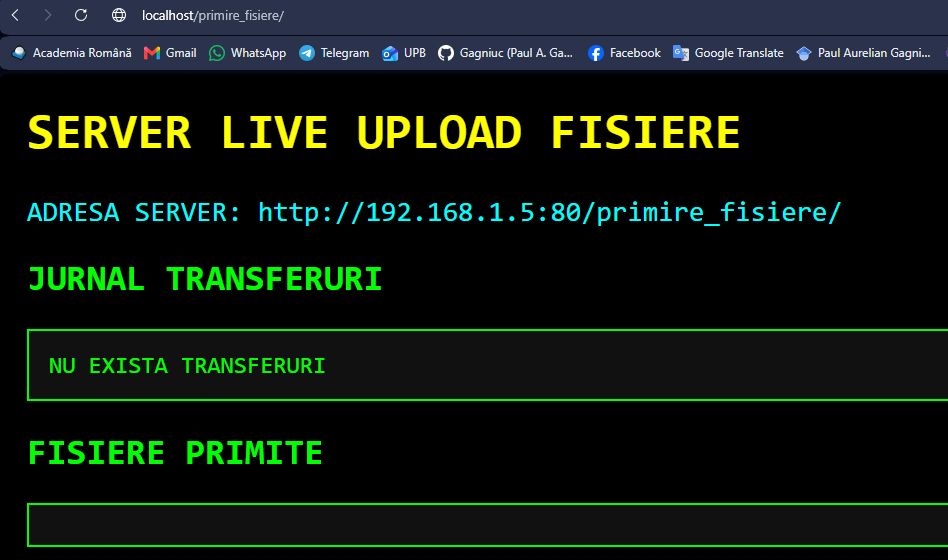 localhost/primire_fisiere/
Academia Română Gmail WhatsApp Telegram UPB Gagniuc (Paul A. Ga... Facebook Google Translate Paul Aurelian Gagni...
SERVER LIVE UPLOAD FISIERE
ADRESA SERVER: http://192.168.1.5:80/primire_fisiere/
JURNAL TRANSFERURI
NU EXISTA TRANSFERURI
FISIERE PRIMITE